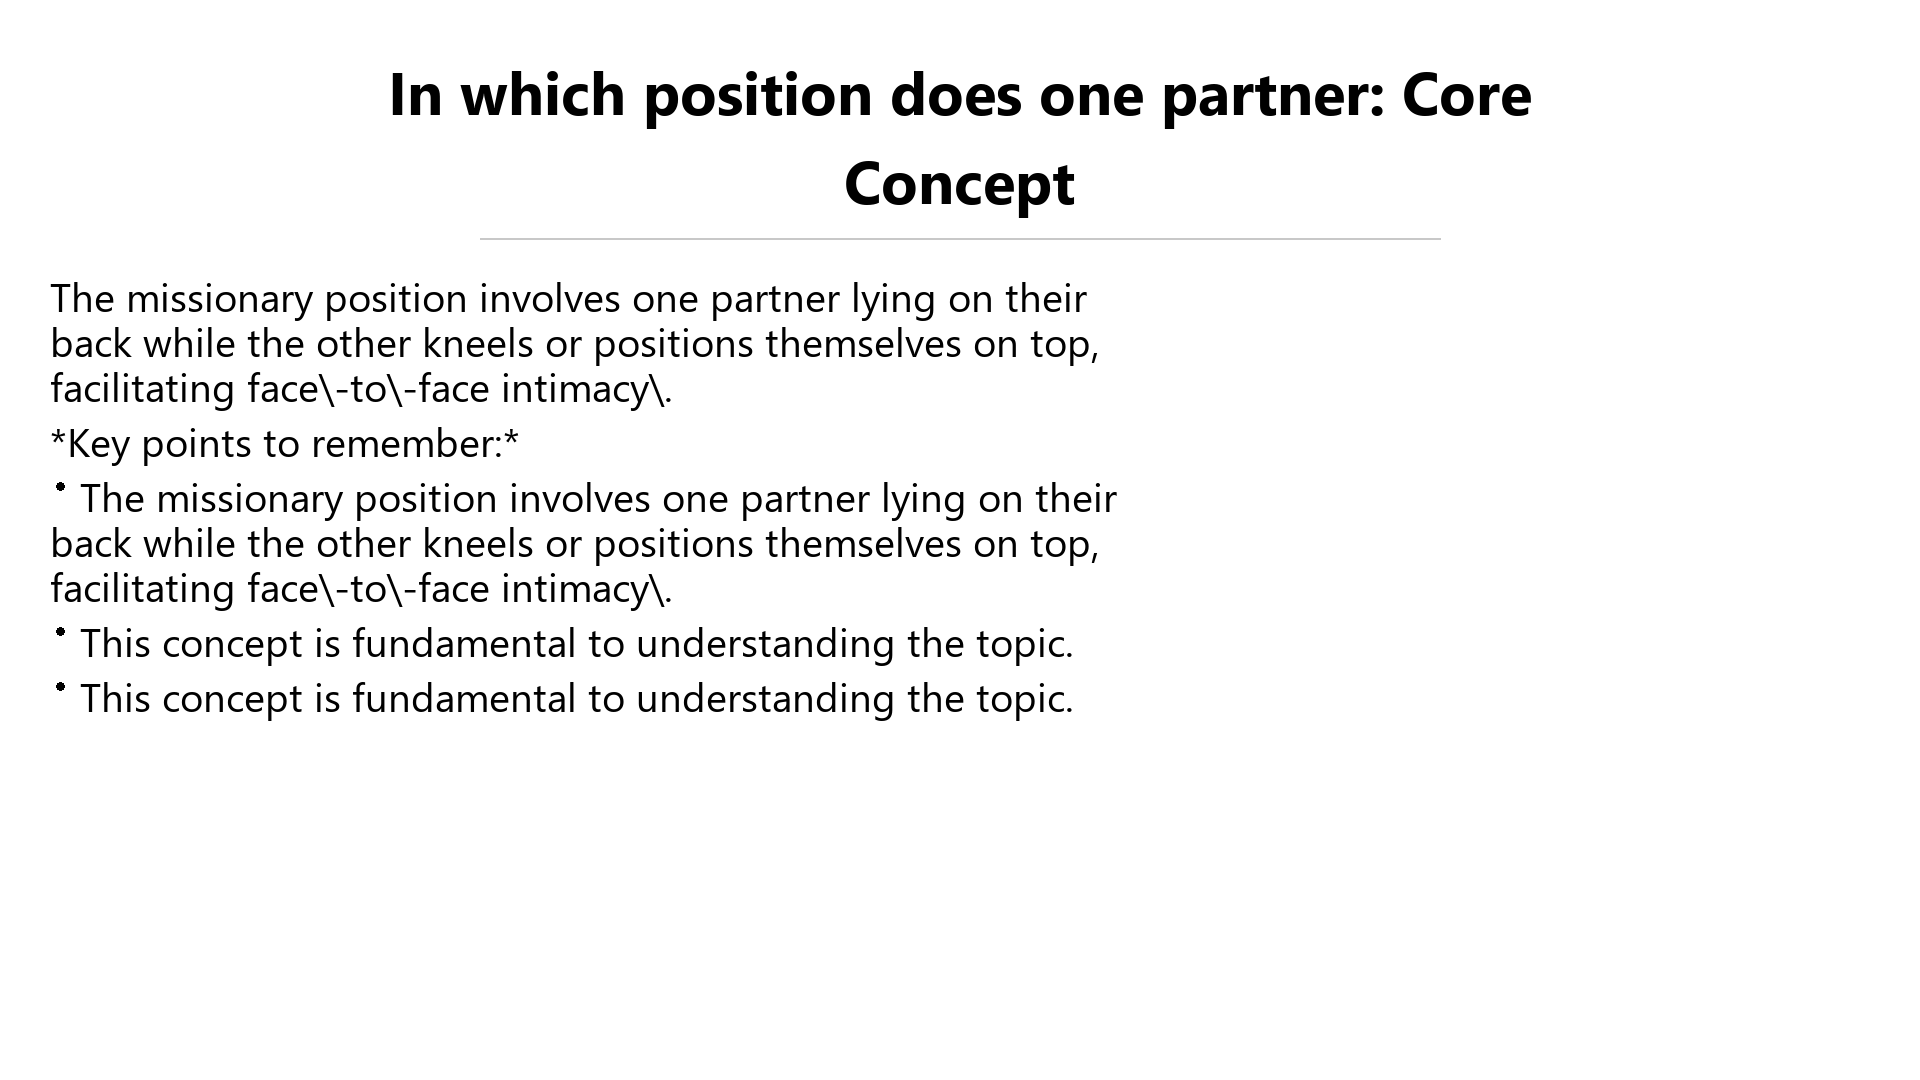 In which position does one partner: Core
Concept
The missionary position involves one partner lying on their
back while the other kneels or positions themselves on top,
facilitating face\-to\-face intimacy\.
*Key points to remember:*
• The missionary position involves one partner lying on their
back while the other kneels or positions themselves on top,
facilitating face\-to\-face intimacy\.
• This concept is fundamental to understanding the topic.
• This concept is fundamental to understanding the topic.